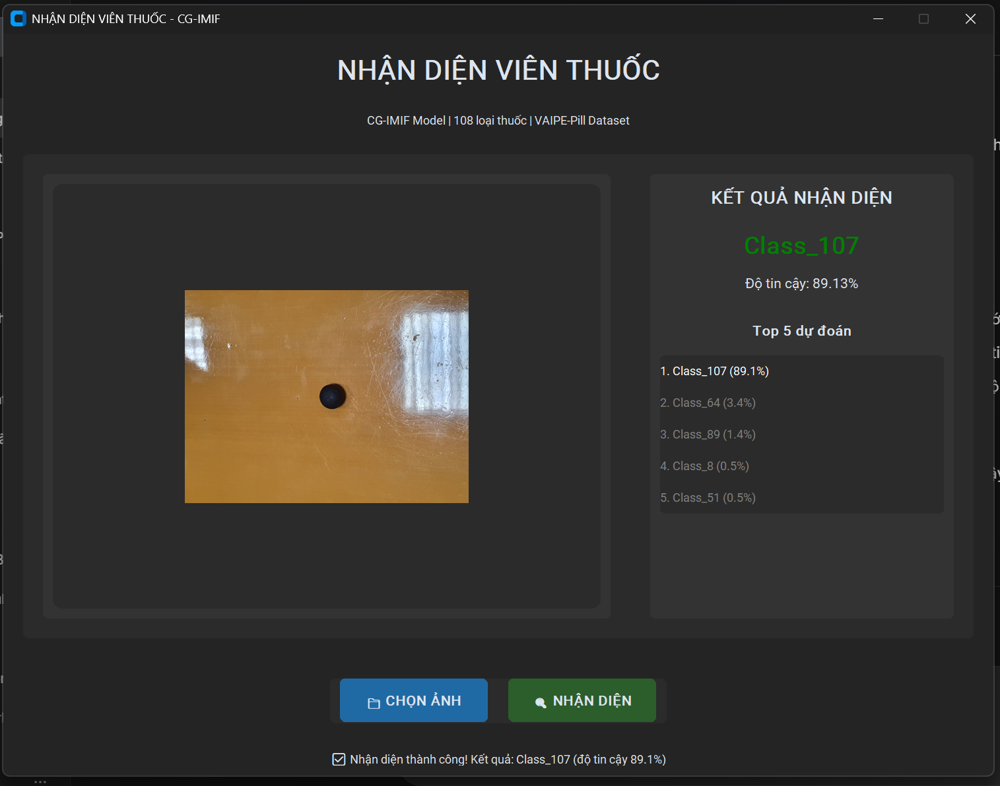 NHẬN DIỆN VIÊN THUỐC - CG-IMIF
NHẬN DIỆN VIÊN THUỐC
CG-IMIF Model | 108 loại thuốc | VAIPE-Pill Dataset
KẾT QUẢ NHẬN DIỆN
Class_107
Độ tin cậy: 89.13%
Top 5 dự đoán
1. Class_107 (89.1%)
2. Class_64 (3.4%)
3. Class_89 (1.4%)
4. Class_8 (0.5%)
5. Class_51 (0.5%)
CHỌN ẢNH
NHẬN DIỆN
Nhận diện thành công! Kết quả: Class_107 (độ tin cậy 89.1%)